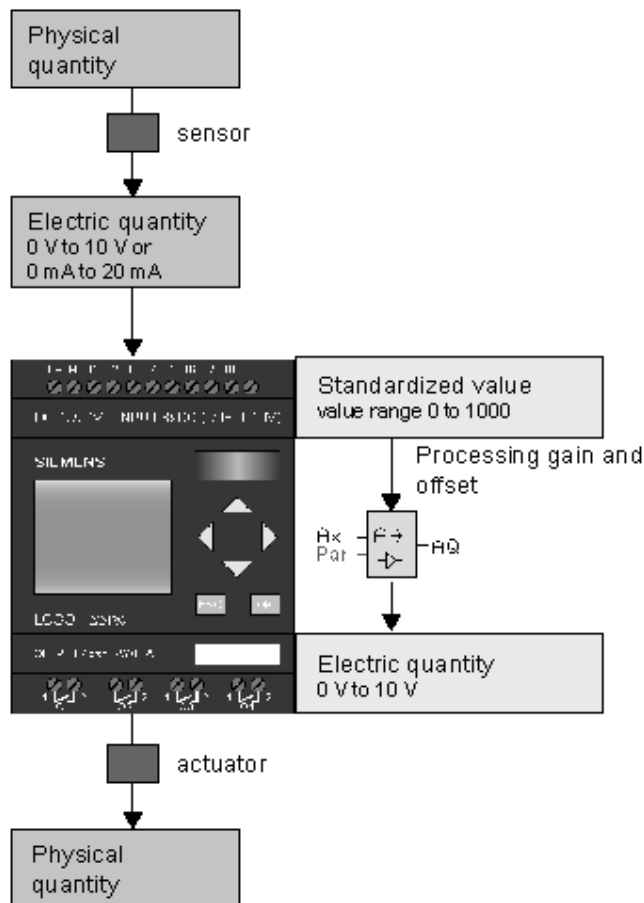 Physical
quantity
sensor
Electric quantity
0 V to 10 V or
0 mA to 20 mA
Standardized value
value range 0 to 1000
SIEMENS
Processing gain and
offset
Ax
Par
A→
AQ
ESC
Electric quantity
0 V to 10 V
actuator
Physical
quantity